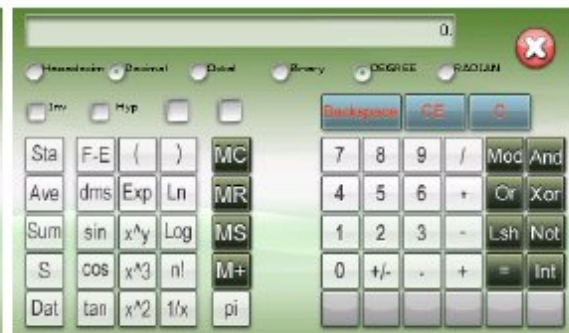 0.
Hexadecim Decimal Octal Binary DEGREE RADIAN
Inv Hyp Backspace CE C
Sta F-E ( ) MC 7 8 9 / Mod And
Ave dms Exp Ln MR 4 5 6 * Or Xor
Sum sin x^y Log MS 1 2 3 - Lsh Not
S cos x^3 n! M+ 0 +/- . + = Int
Dat tan x^2 1/x pi